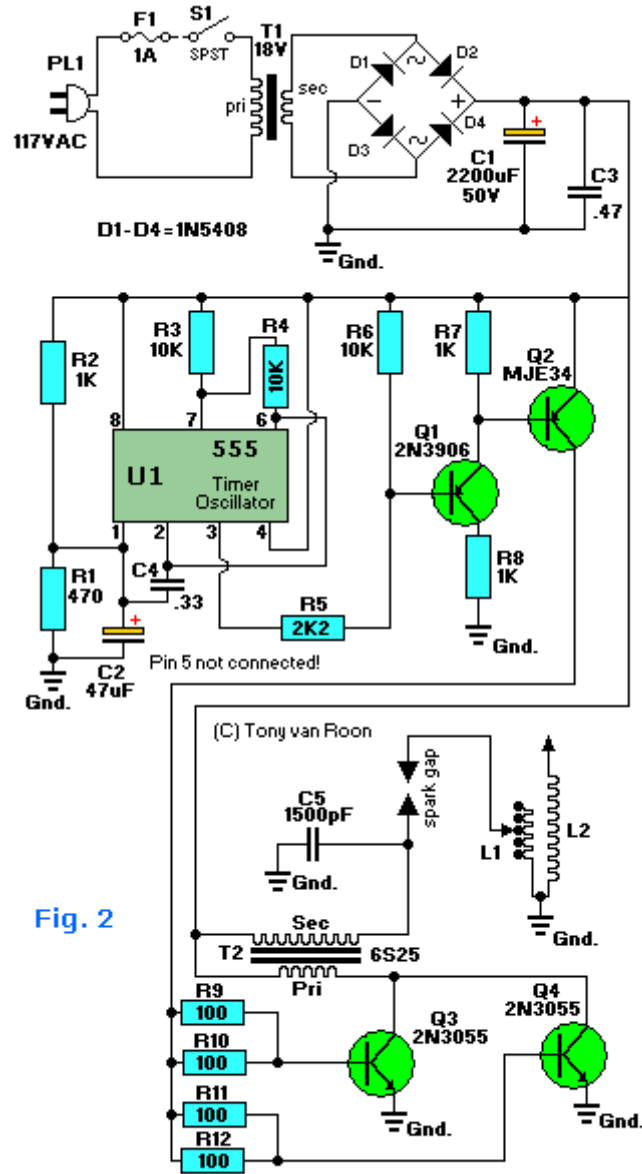 F1
1A
S1
SPST
T1
18V
PL1
117VAC
pri
sec
D1
D2
D3
D4
~
~
−
+
+
C1
2200uF
50V
C3
.47
D1-D4=1N5408
Gnd.
R2
1K
R3
10K
R4
10K
R6
10K
R7
1K
Q2
MJE34
Q1
2N3906
8
7
6
555
U1
Timer
Oscillator
1
2
3
4
R1
470
C4
.33
R5
2K2
R8
1K
Gnd.
+
C2
47uF
Pin 5 not connected!
Gnd.
(C) Tony van Roon
spark gap
C5
1500pF
Gnd.
L1
L2
Gnd.
Fig. 2
Sec
T2
6S25
Pri
R9
100
R10
100
R11
100
R12
100
Q3
2N3055
Q4
2N3055
Gnd.
Gnd.